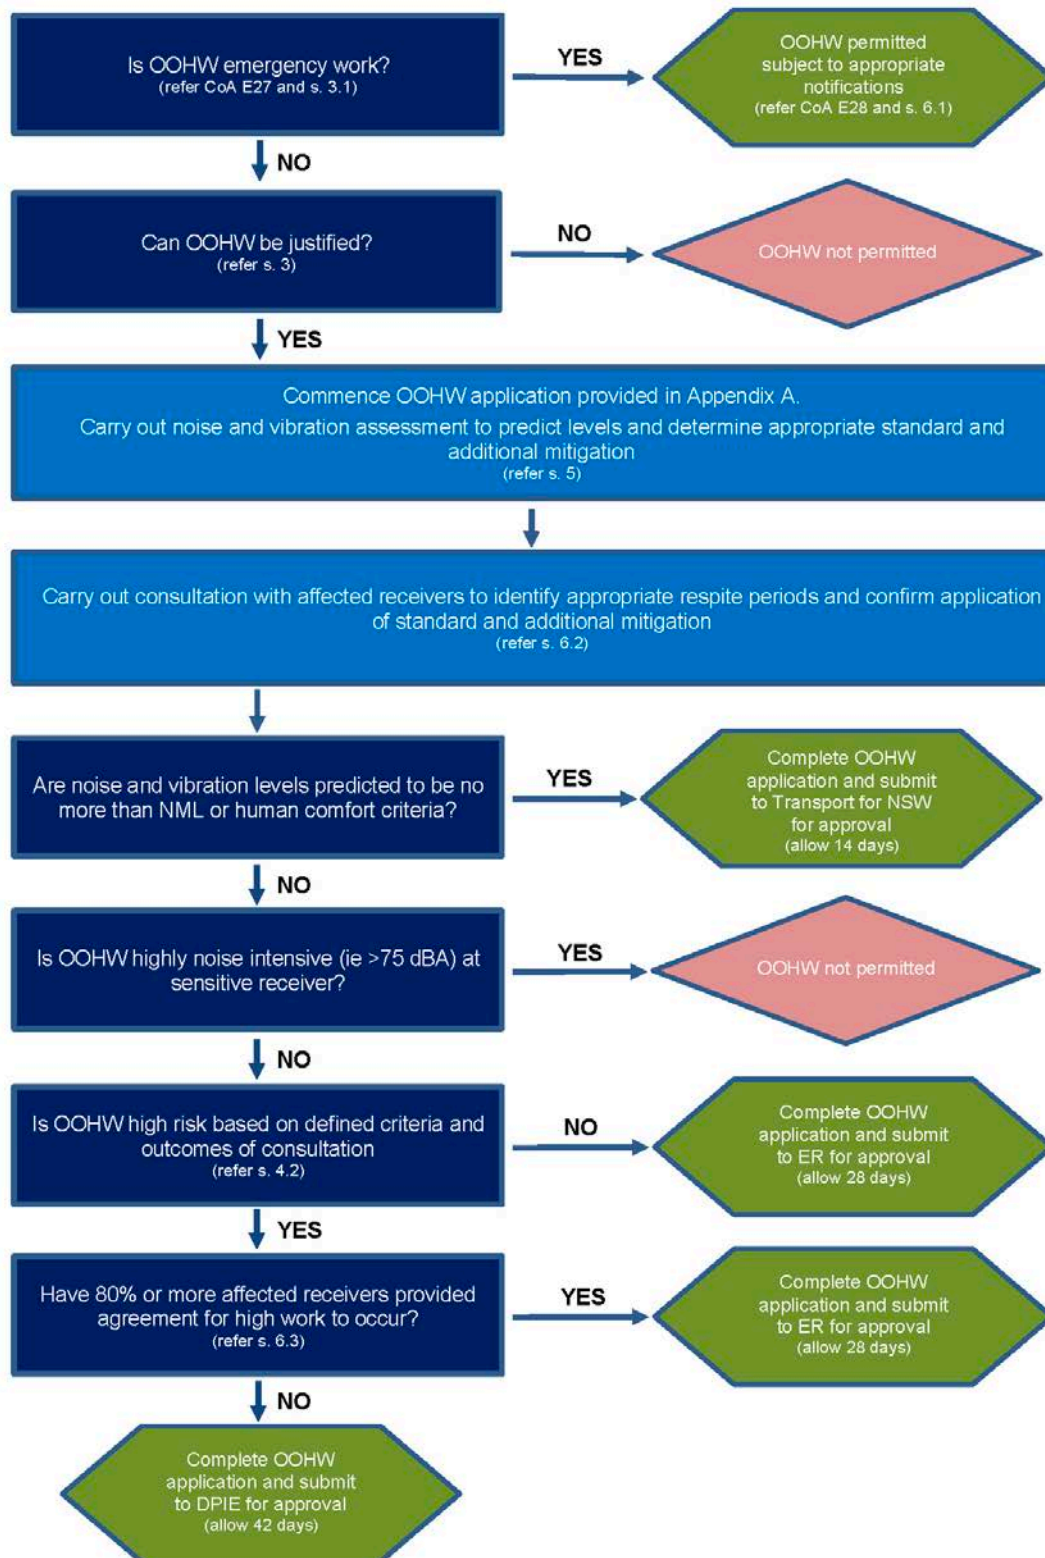 Is OOHW emergency work?
(refer CoA E27 and s. 3.1)
YES
OOHW permitted
subject to appropriate
notifications
(refer CoA E28 and s. 6.1)
NO
Can OOHW be justified?
(refer s. 3)
NO
OOHW not permitted
YES
Commence OOHW application provided in Appendix A.
Carry out noise and vibration assessment to predict levels and determine appropriate standard and
additional mitigation
(refer s. 5)
Carry out consultation with affected receivers to identify appropriate respite periods and confirm application
of standard and additional mitigation
(refer s. 6.2)
Are noise and vibration levels predicted to be no
more than NML or human comfort criteria?
YES
Complete OOHW
application and submit
to Transport for NSW
for approval
(allow 14 days)
NO
Is OOHW highly noise intensive (ie >75 dBA) at
sensitive receiver?
YES
OOHW not permitted
NO
Is OOHW high risk based on defined criteria and
outcomes of consultation
(refer s. 4.2)
NO
Complete OOHW
application and submit
to ER for approval
(allow 28 days)
YES
Have 80% or more affected receivers provided
agreement for high work to occur?
(refer s. 6.3)
YES
Complete OOHW
application and submit
to ER for approval
(allow 28 days)
NO
Complete OOHW
application and submit
to DPIE for approval
(allow 42 days)